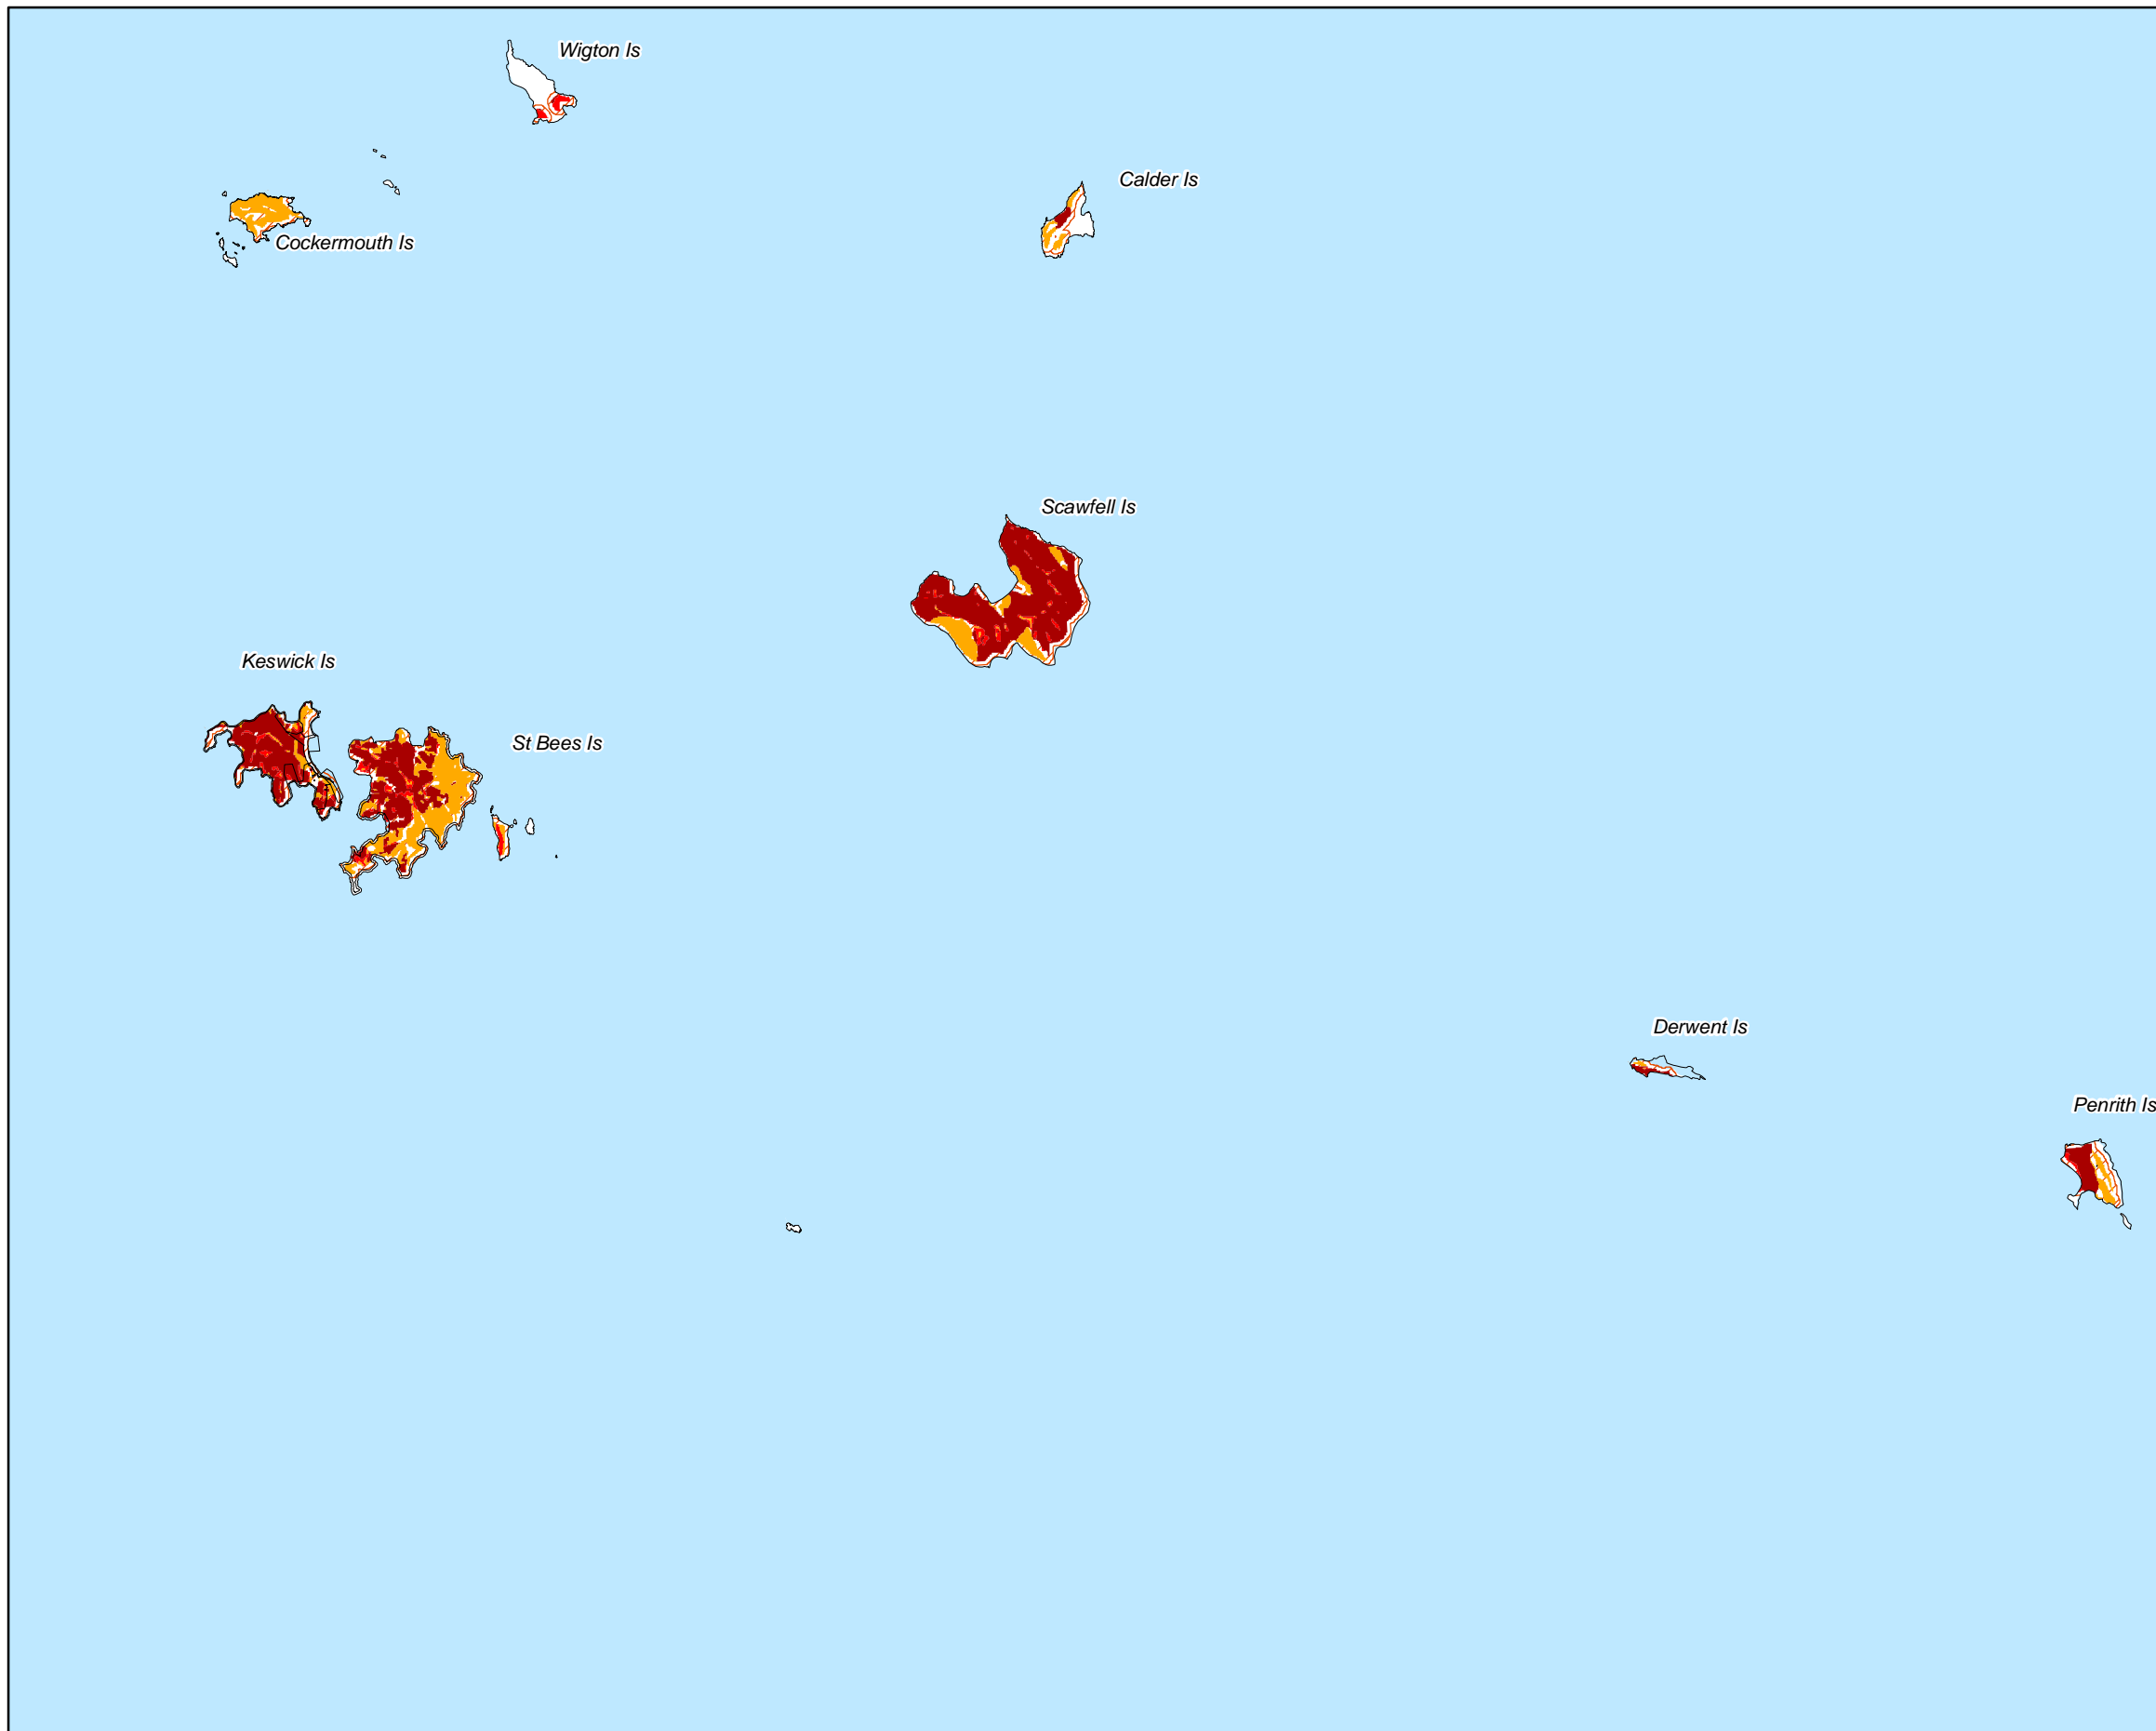 Wigton Is
Calder Is
Cockermouth Is
Scawfell Is
Keswick Is
St Bees Is
Derwent Is
Penrith Is